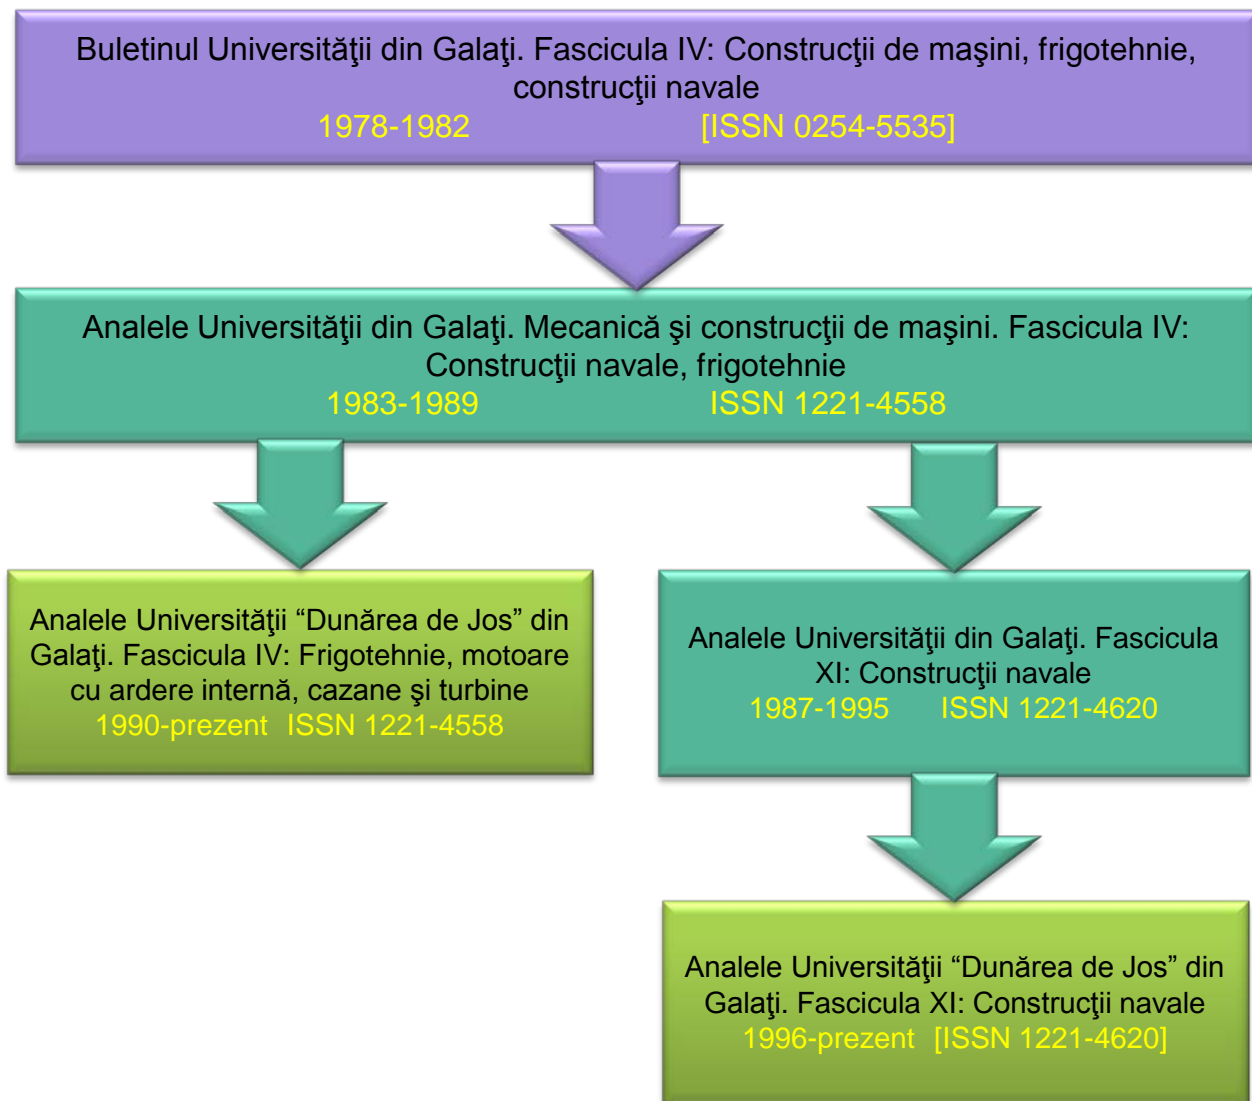 Buletinul Universităţii din Galaţi. Fascicula IV: Construcţii de maşini, frigotehnie,
construcţii navale
1978-1982 [ISSN 0254-5535]
Analele Universităţii din Galaţi. Mecanică şi construcţii de maşini. Fascicula IV:
Construcţii navale, frigotehnie
1983-1989 ISSN 1221-4558
Analele Universităţii “Dunărea de Jos” din
Galaţi. Fascicula IV: Frigotehnie, motoare
cu ardere internă, cazane şi turbine
1990-prezent ISSN 1221-4558
Analele Universităţii din Galaţi. Fascicula
XI: Construcţii navale
1987-1995 ISSN 1221-4620
Analele Universităţii “Dunărea de Jos” din
Galaţi. Fascicula XI: Construcţii navale
1996-prezent [ISSN 1221-4620]